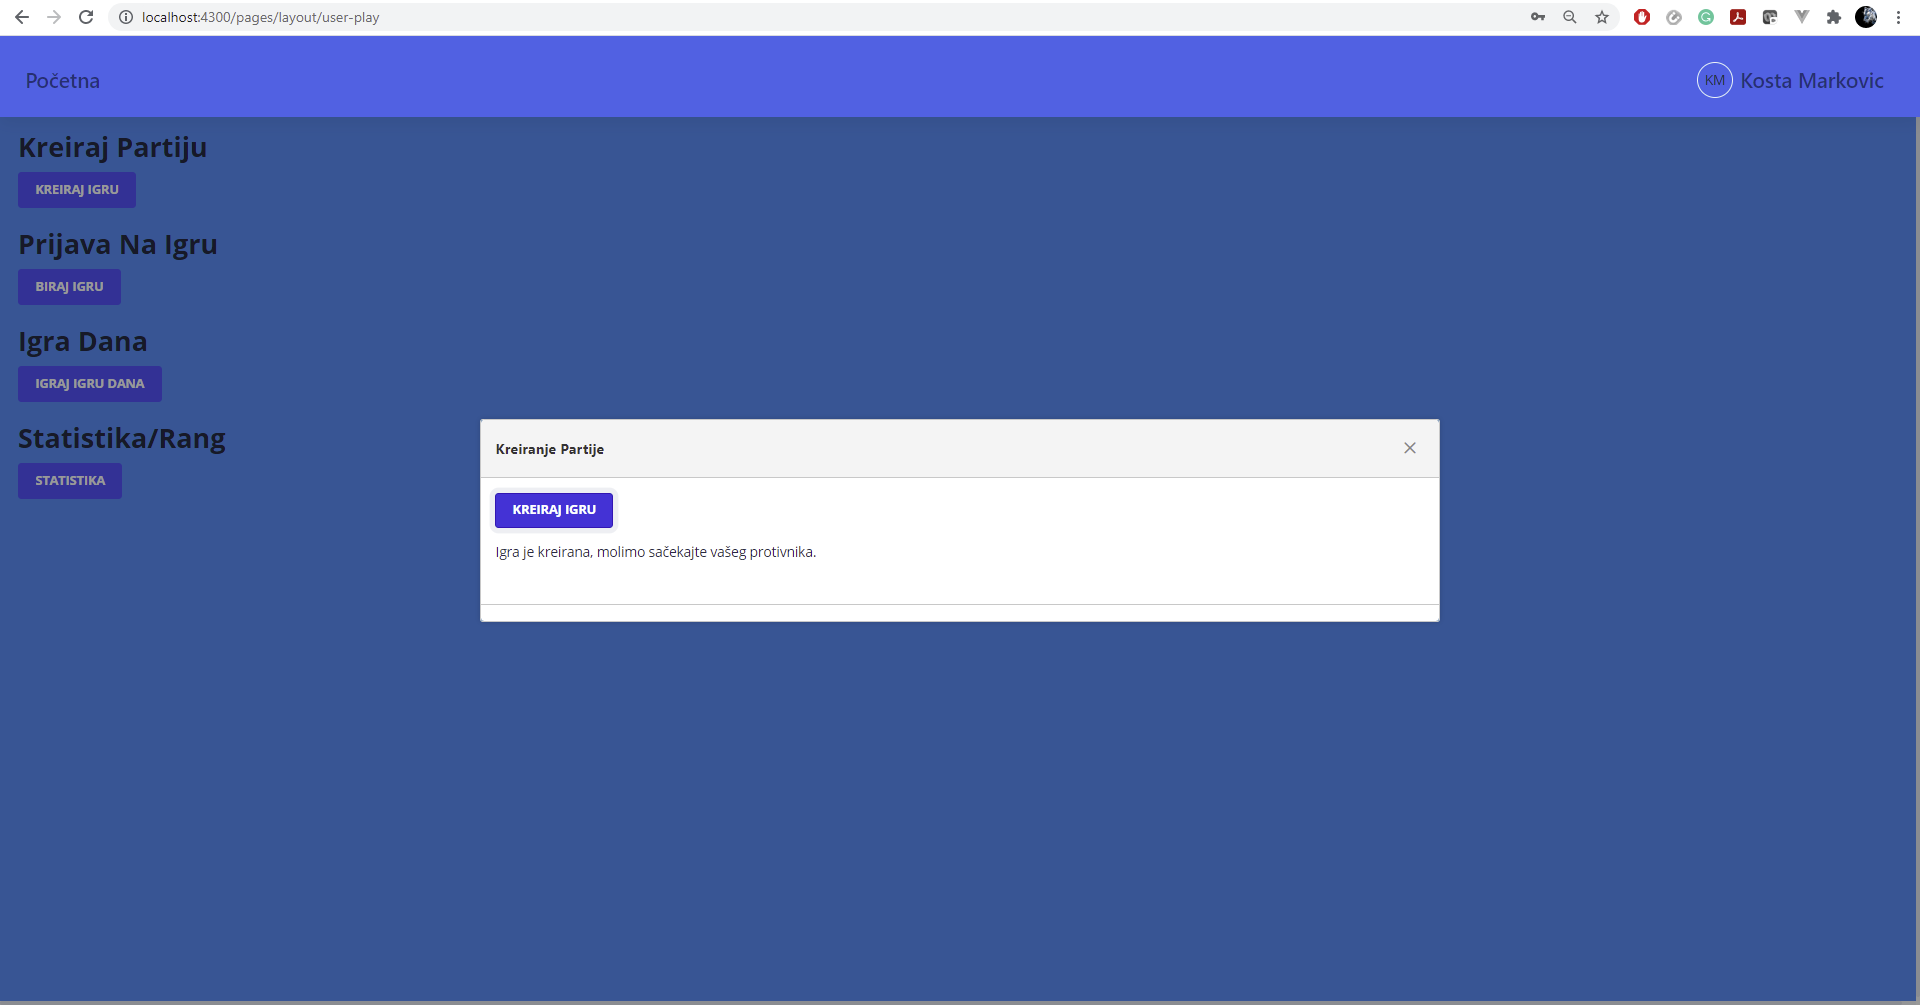 localhost:4300/pages/layout/user-play
Početna
KM Kosta Markovic
Kreiraj Partiju
KREIRAJ IGRU
Prijava Na Igru
BIRAJ IGRU
Igra Dana
IGRAJ IGRU DANA
Statistika/Rang
STATISTIKA
Kreiranje Partije
KREIRAJ IGRU
Igra je kreirana, molimo sačekajte vašeg protivnika.